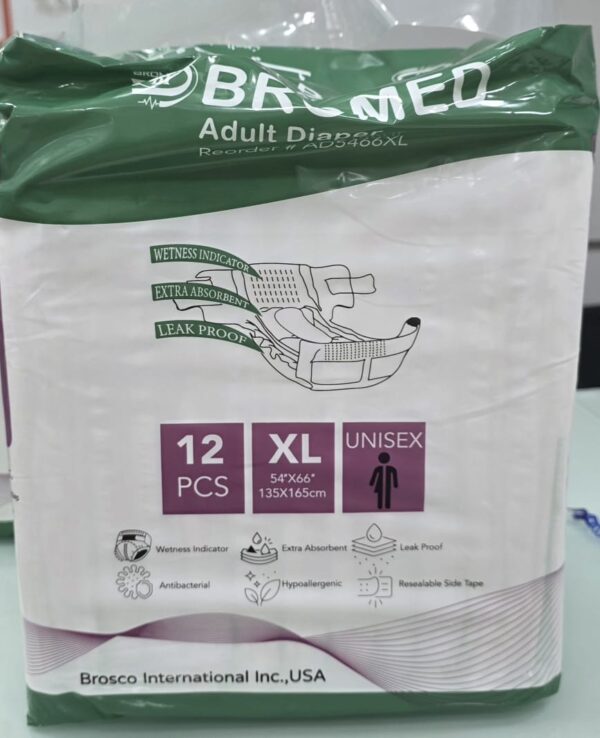 BROMED
Adult Diaper
Reorder # AD5466XL
WETNESS INDICATOR
EXTRA ABSORBENT
LEAK PROOF
12
PCS
XL
54"X66"
135X165cm
UNISEX
Wetness Indicator
Extra Absorbent
Leak Proof
Antibacterial
Hypoallergenic
Resealable Side Tape
Brosco International Inc.,USA